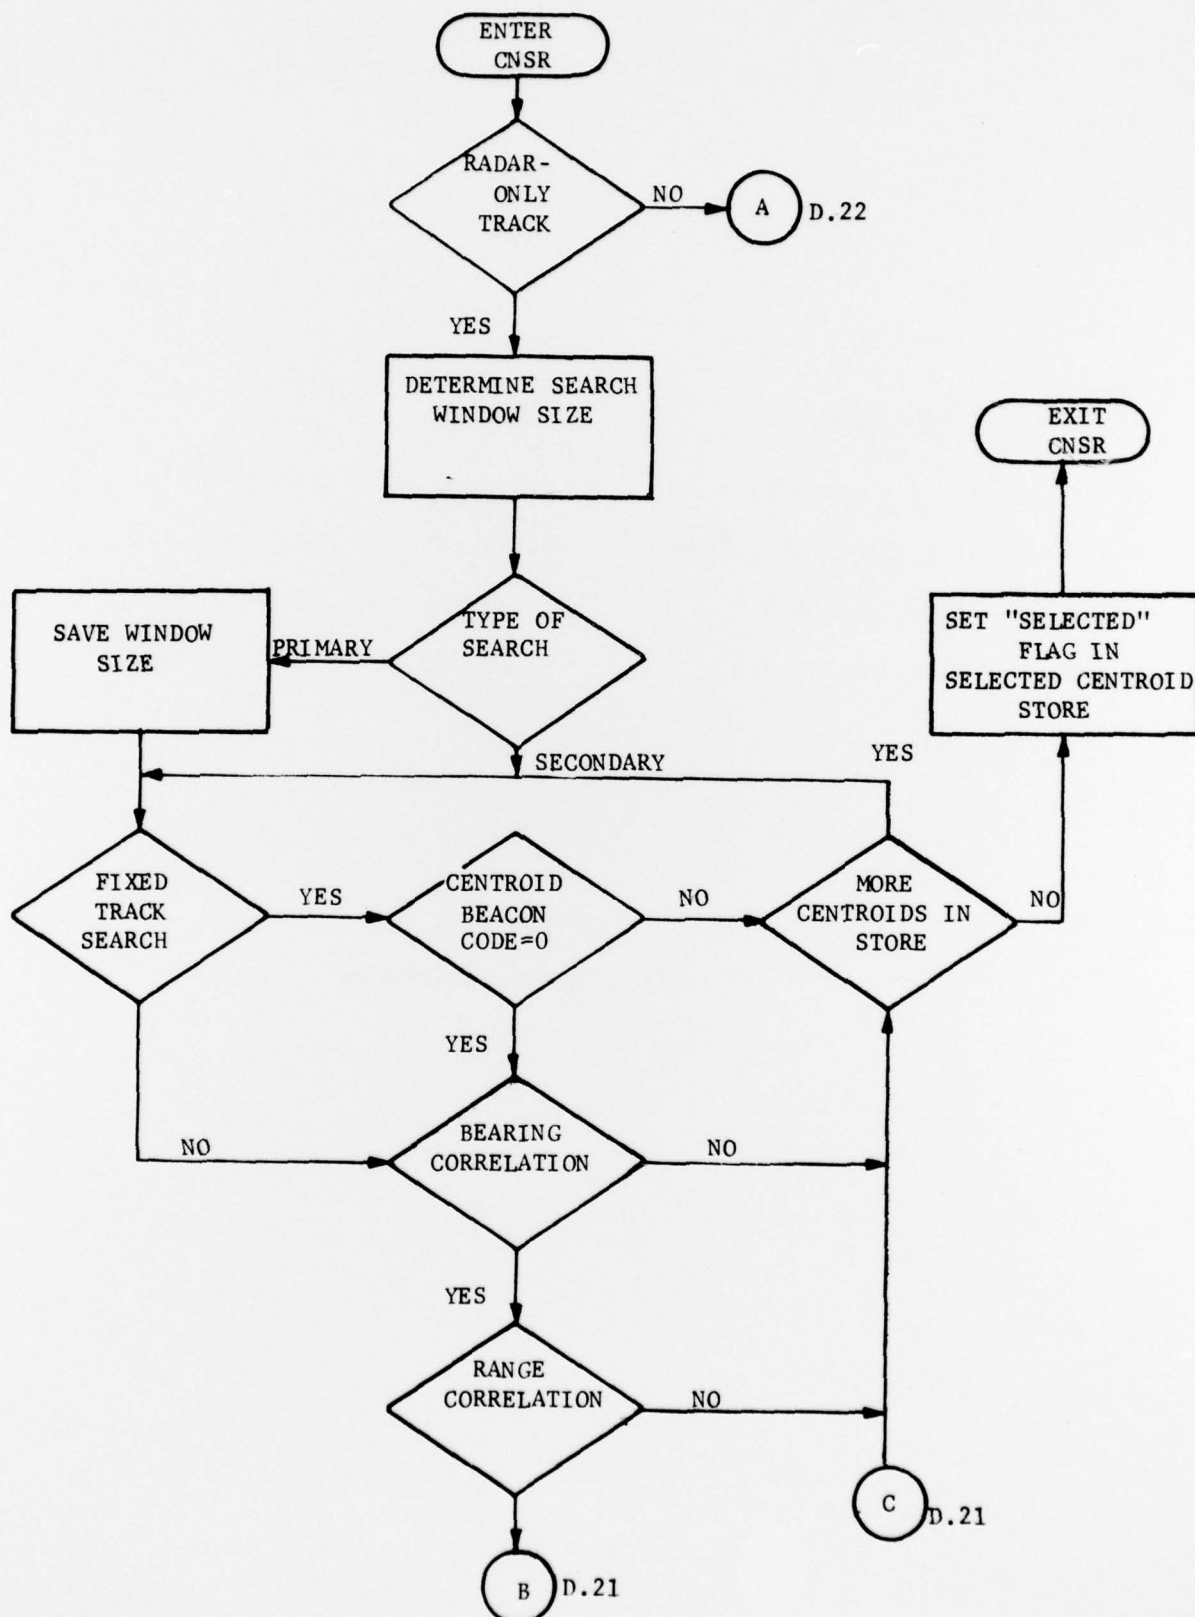 ENTER
CNSR
RADAR-
ONLY
TRACK
NO
A
D.22
YES
DETERMINE SEARCH
WINDOW SIZE
EXIT
CNSR
SAVE WINDOW
SIZE
PRIMARY
TYPE OF
SEARCH
SET "SELECTED"
FLAG IN
SELECTED CENTROID
STORE
SECONDARY
YES
FIXED
TRACK
SEARCH
YES
CENTROID
BEACON
CODE=0
NO
MORE
CENTROIDS IN
STORE
NO
YES
NO
BEARING
CORRELATION
NO
YES
RANGE
CORRELATION
NO
C
D.21
B
D.21